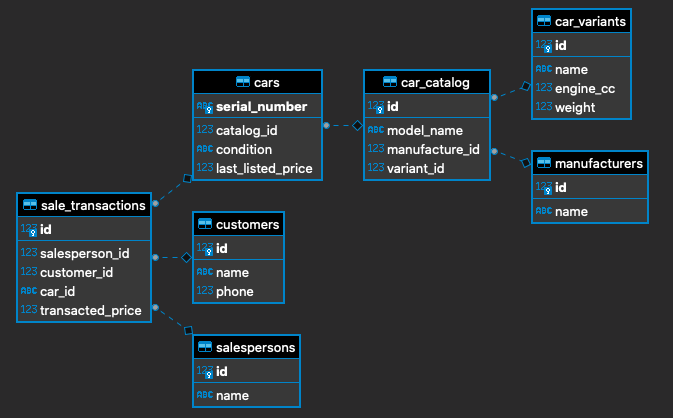 car_variants
123 id
ABC name
123 engine_cc
123 weight
cars
ABC serial_number
123 catalog_id
ABC condition
123 last_listed_price
car_catalog
123 id
ABC model_name
123 manufacture_id
123 variant_id
manufacturers
123 id
ABC name
sale_transactions
123 id
123 salesperson_id
123 customer_id
ABC car_id
123 transacted_price
customers
123 id
ABC name
123 phone
salespersons
123 id
ABC name